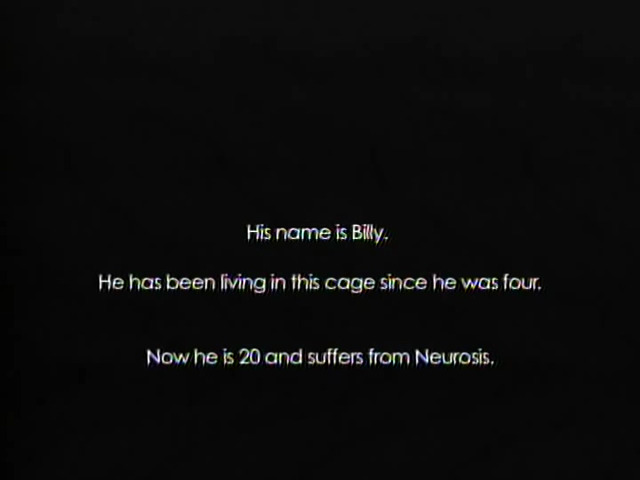 His name is Billy.
He has been living in this cage since he was four.
Now he is 20 and suffers from Neurosis.